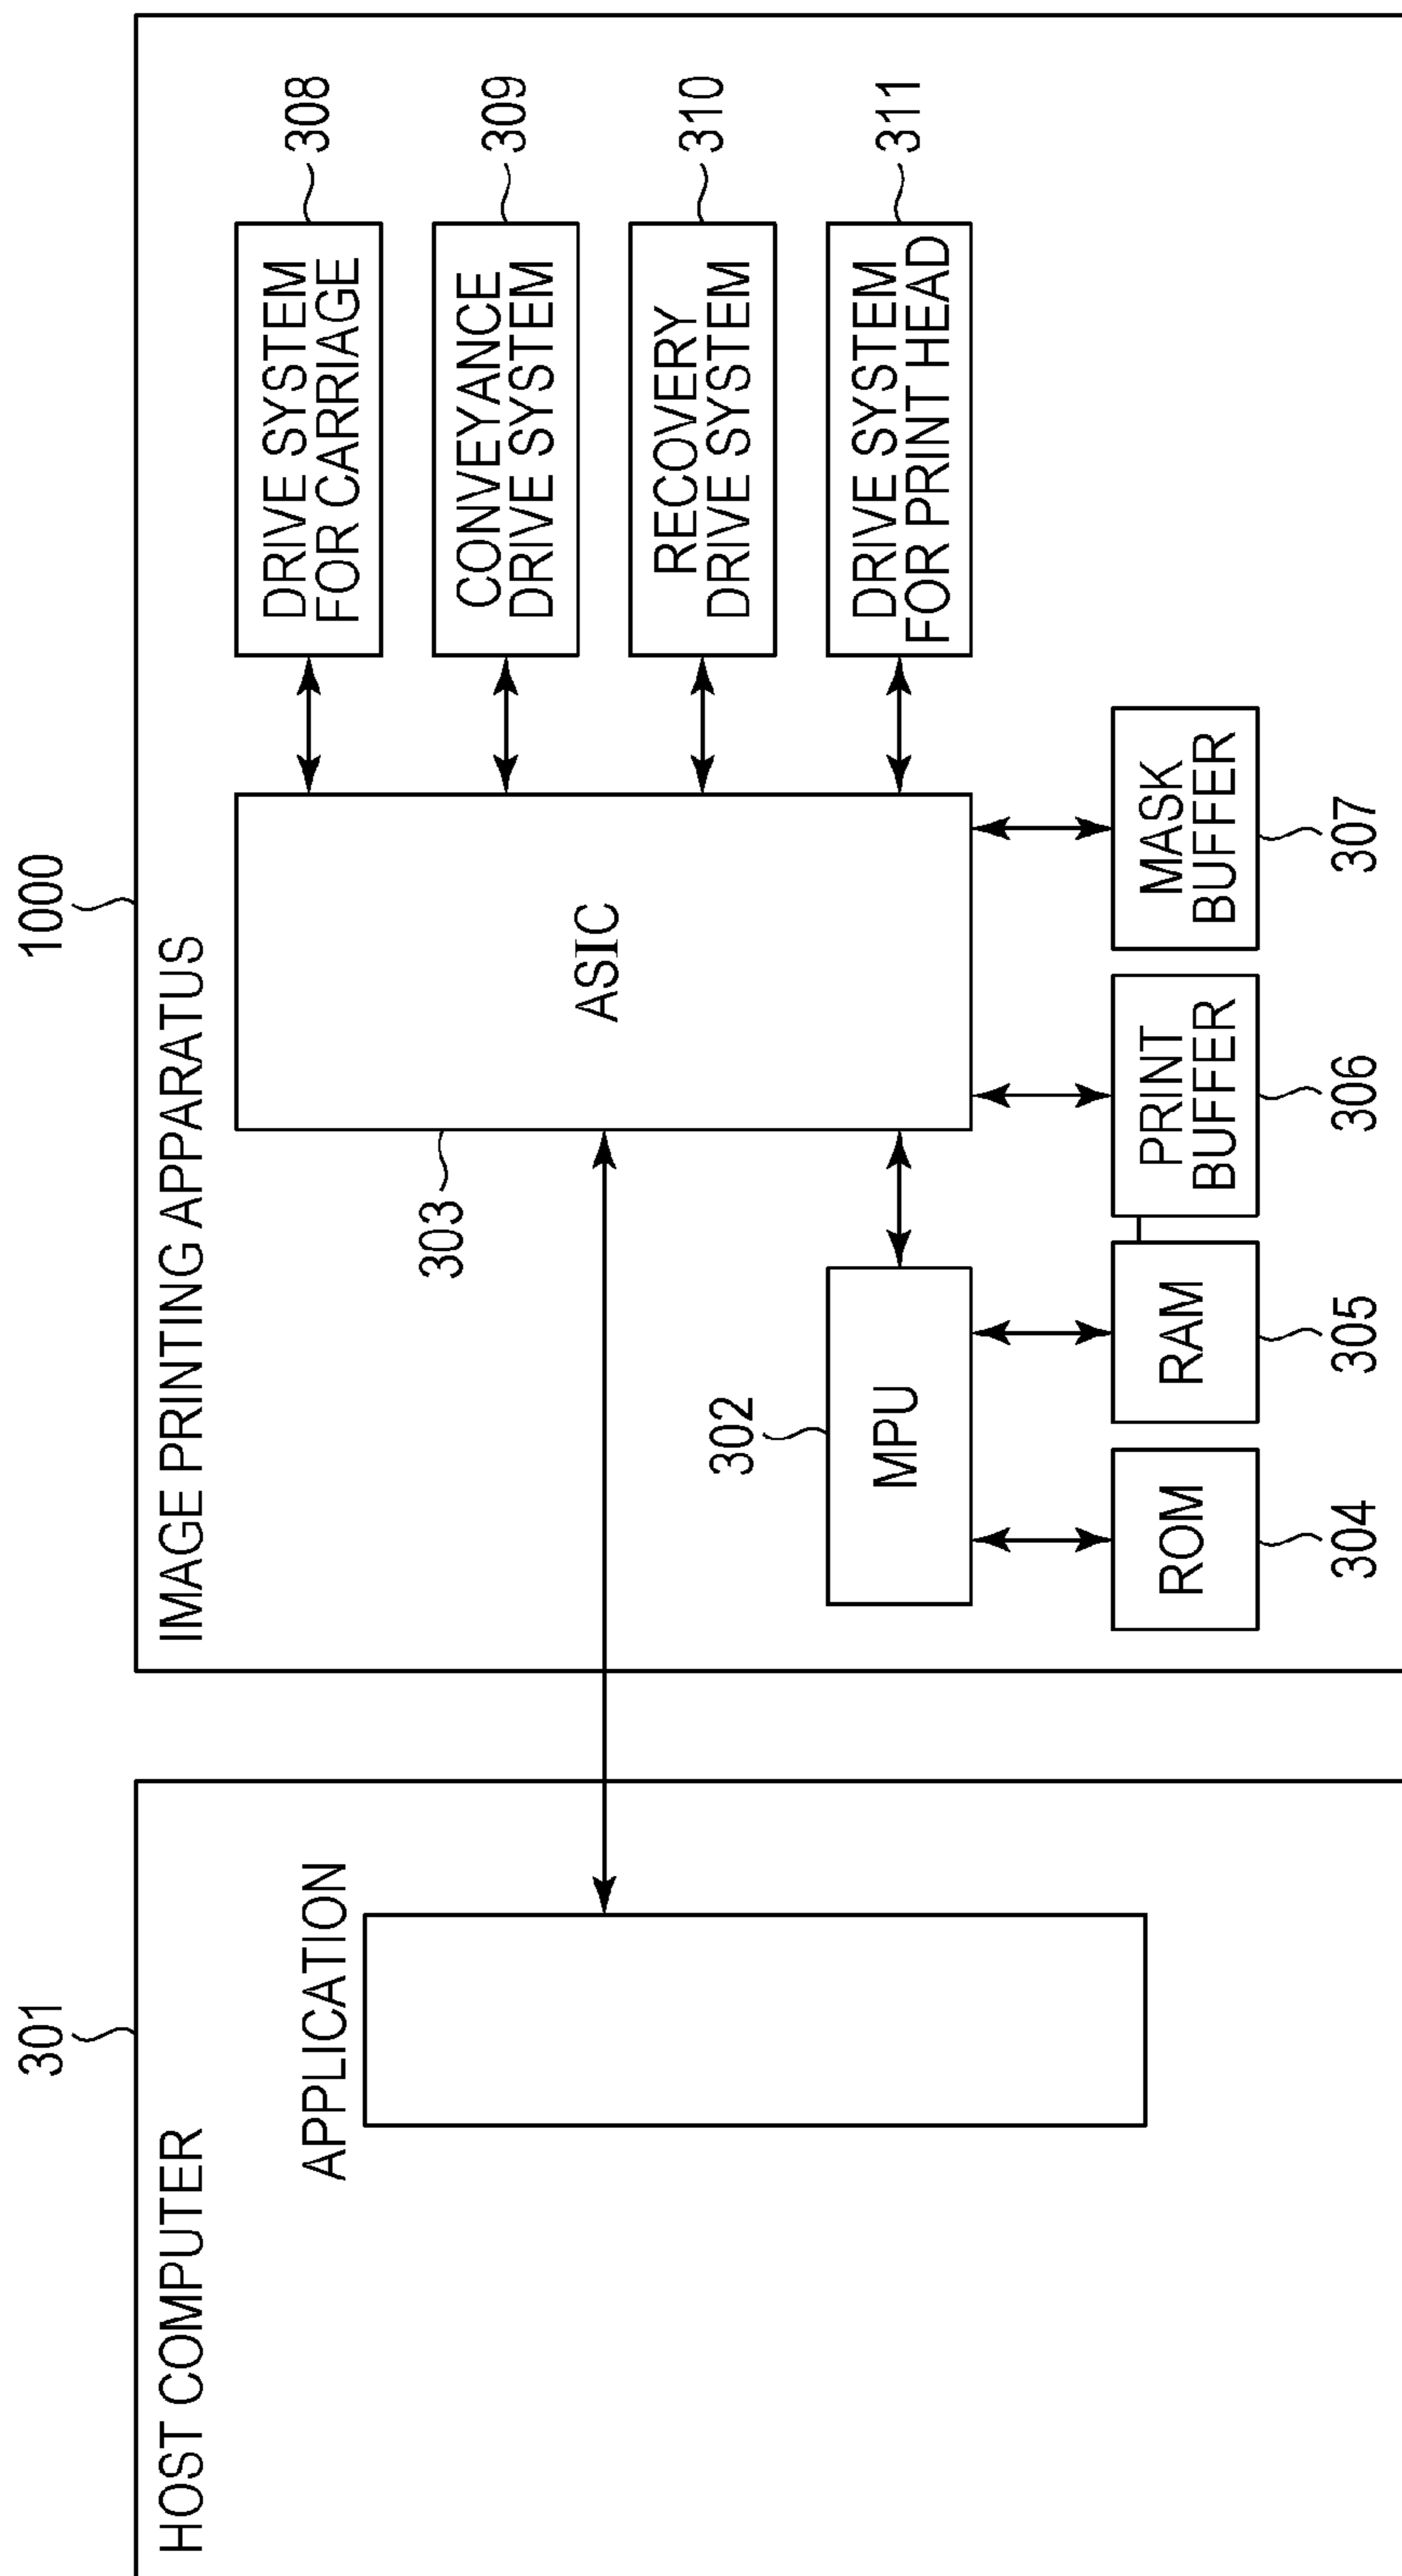 301
HOST COMPUTER
APPLICATION
1000
IMAGE PRINTING APPARATUS
303
ASIC
302
MPU
ROM
304
RAM
305
PRINT
BUFFER
306
MASK
BUFFER
307
DRIVE SYSTEM
FOR CARRIAGE
308
CONVEYANCE
DRIVE SYSTEM
309
RECOVERY
DRIVE SYSTEM
310
DRIVE SYSTEM
FOR PRINT HEAD
311